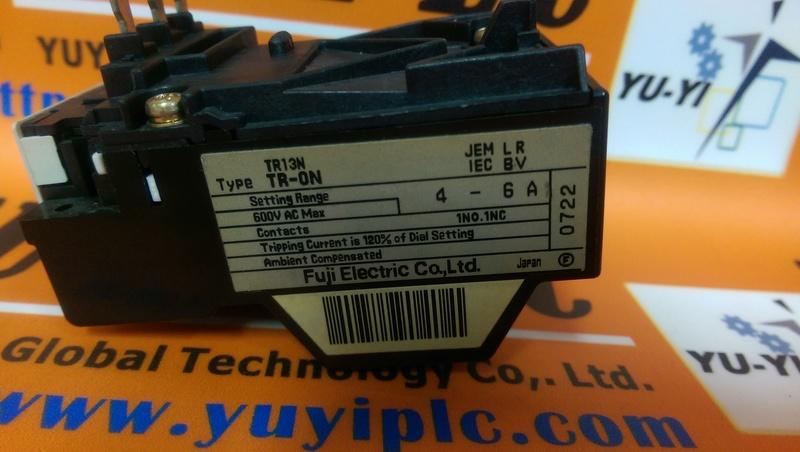 YUY
YU-YI
TR13N JEM LR
Type TR-0N IEC BV
Setting Range 4 - 6 A
600V AC Max
Contacts 1NO.1NC
Tripping Current is 120% of Dial Setting
Ambient Compensated
Fuji Electric Co.,Ltd. Japan F
0722
YU-YI
Global Technology Co,. Ltd.
www.yuyiplc.com